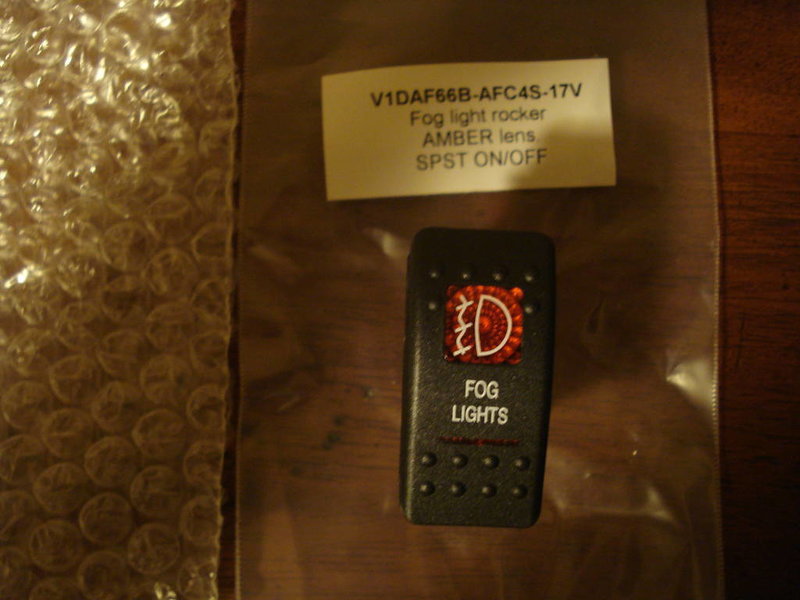 V1DAF66B-AFC4S-17V
Fog light rocker
AMBER lens
SPST ON/OFF
FOG
LIGHTS